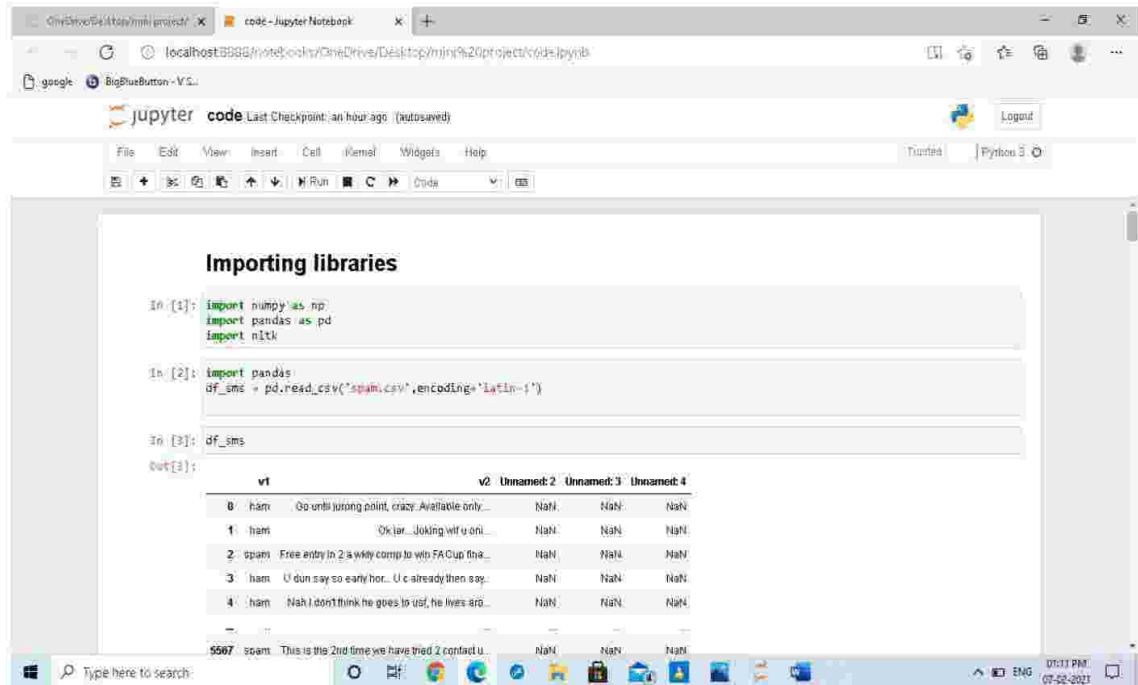 OneDrive/Desktop/mini project/
code - Jupyter Notebook
localhost:8888/notebooks/OneDrive/Desktop/mini%20project/code.ipynb
google BigBlueButton - V S...
jupyter code Last Checkpoint: an hour ago (autosaved)
Logout
File Edit View Insert Cell Kernel Widgets Help
Trusted Python 3
Run Code
Importing libraries
In [1]: import numpy as np
import pandas as pd
import nltk
In [2]: import pandas
df_sms = pd.read_csv('spam.csv',encoding='latin-1')
In [3]: df_sms
Out[3]:
v1 v2 Unnamed: 2 Unnamed: 3 Unnamed: 4
0 ham Go until jurong point, crazy.. Available only... NaN NaN NaN
1 ham Ok lar... Joking wif u oni... NaN NaN NaN
2 spam Free entry in 2 a wkly comp to win FA Cup fina... NaN NaN NaN
3 ham U dun say so early hor... U c already then say... NaN NaN NaN
4 ham Nah I don't think he goes to usf, he lives aro... NaN NaN NaN
... ... ... ... ... ...
5567 spam This is the 2nd time we have tried 2 contact u... NaN NaN NaN
Type here to search
ENG
01:11 PM
07-02-2021